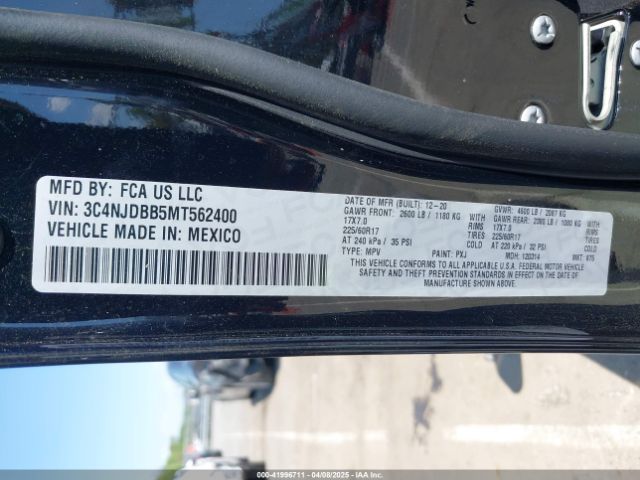 MFD BY: FCA US LLC
VIN: 3C4NJDBB5MT562400
VEHICLE MADE IN: MEXICO
DATE OF MFR (BUILT): 12-20
GAWR FRONT: 2600 LB / 1180 KG
17X7.0 RIMS
225/60R17 TIRES
AT 240 kPa / 35 PSI COLD
TYPE: MPV
GVWR: 4600 LB / 2087 KG
GAWR REAR: LB / KG
17X7.0
225/60R17
AT 220 kPa / 32 PSI
PAINT: PXJ MDH: 120314
THIS VEHICLE CONFORMS TO ALL APPLICABLE U.S.A. FEDERAL MOTOR VEHICLE
SAFETY AND THEFT PREVENTION STANDARDS IN EFFECT ON THE DATE OF
MANUFACTURE SHOWN ABOVE.
000-41996711 - 04/08/2025 - COPYRIGHT IAA, LLC.